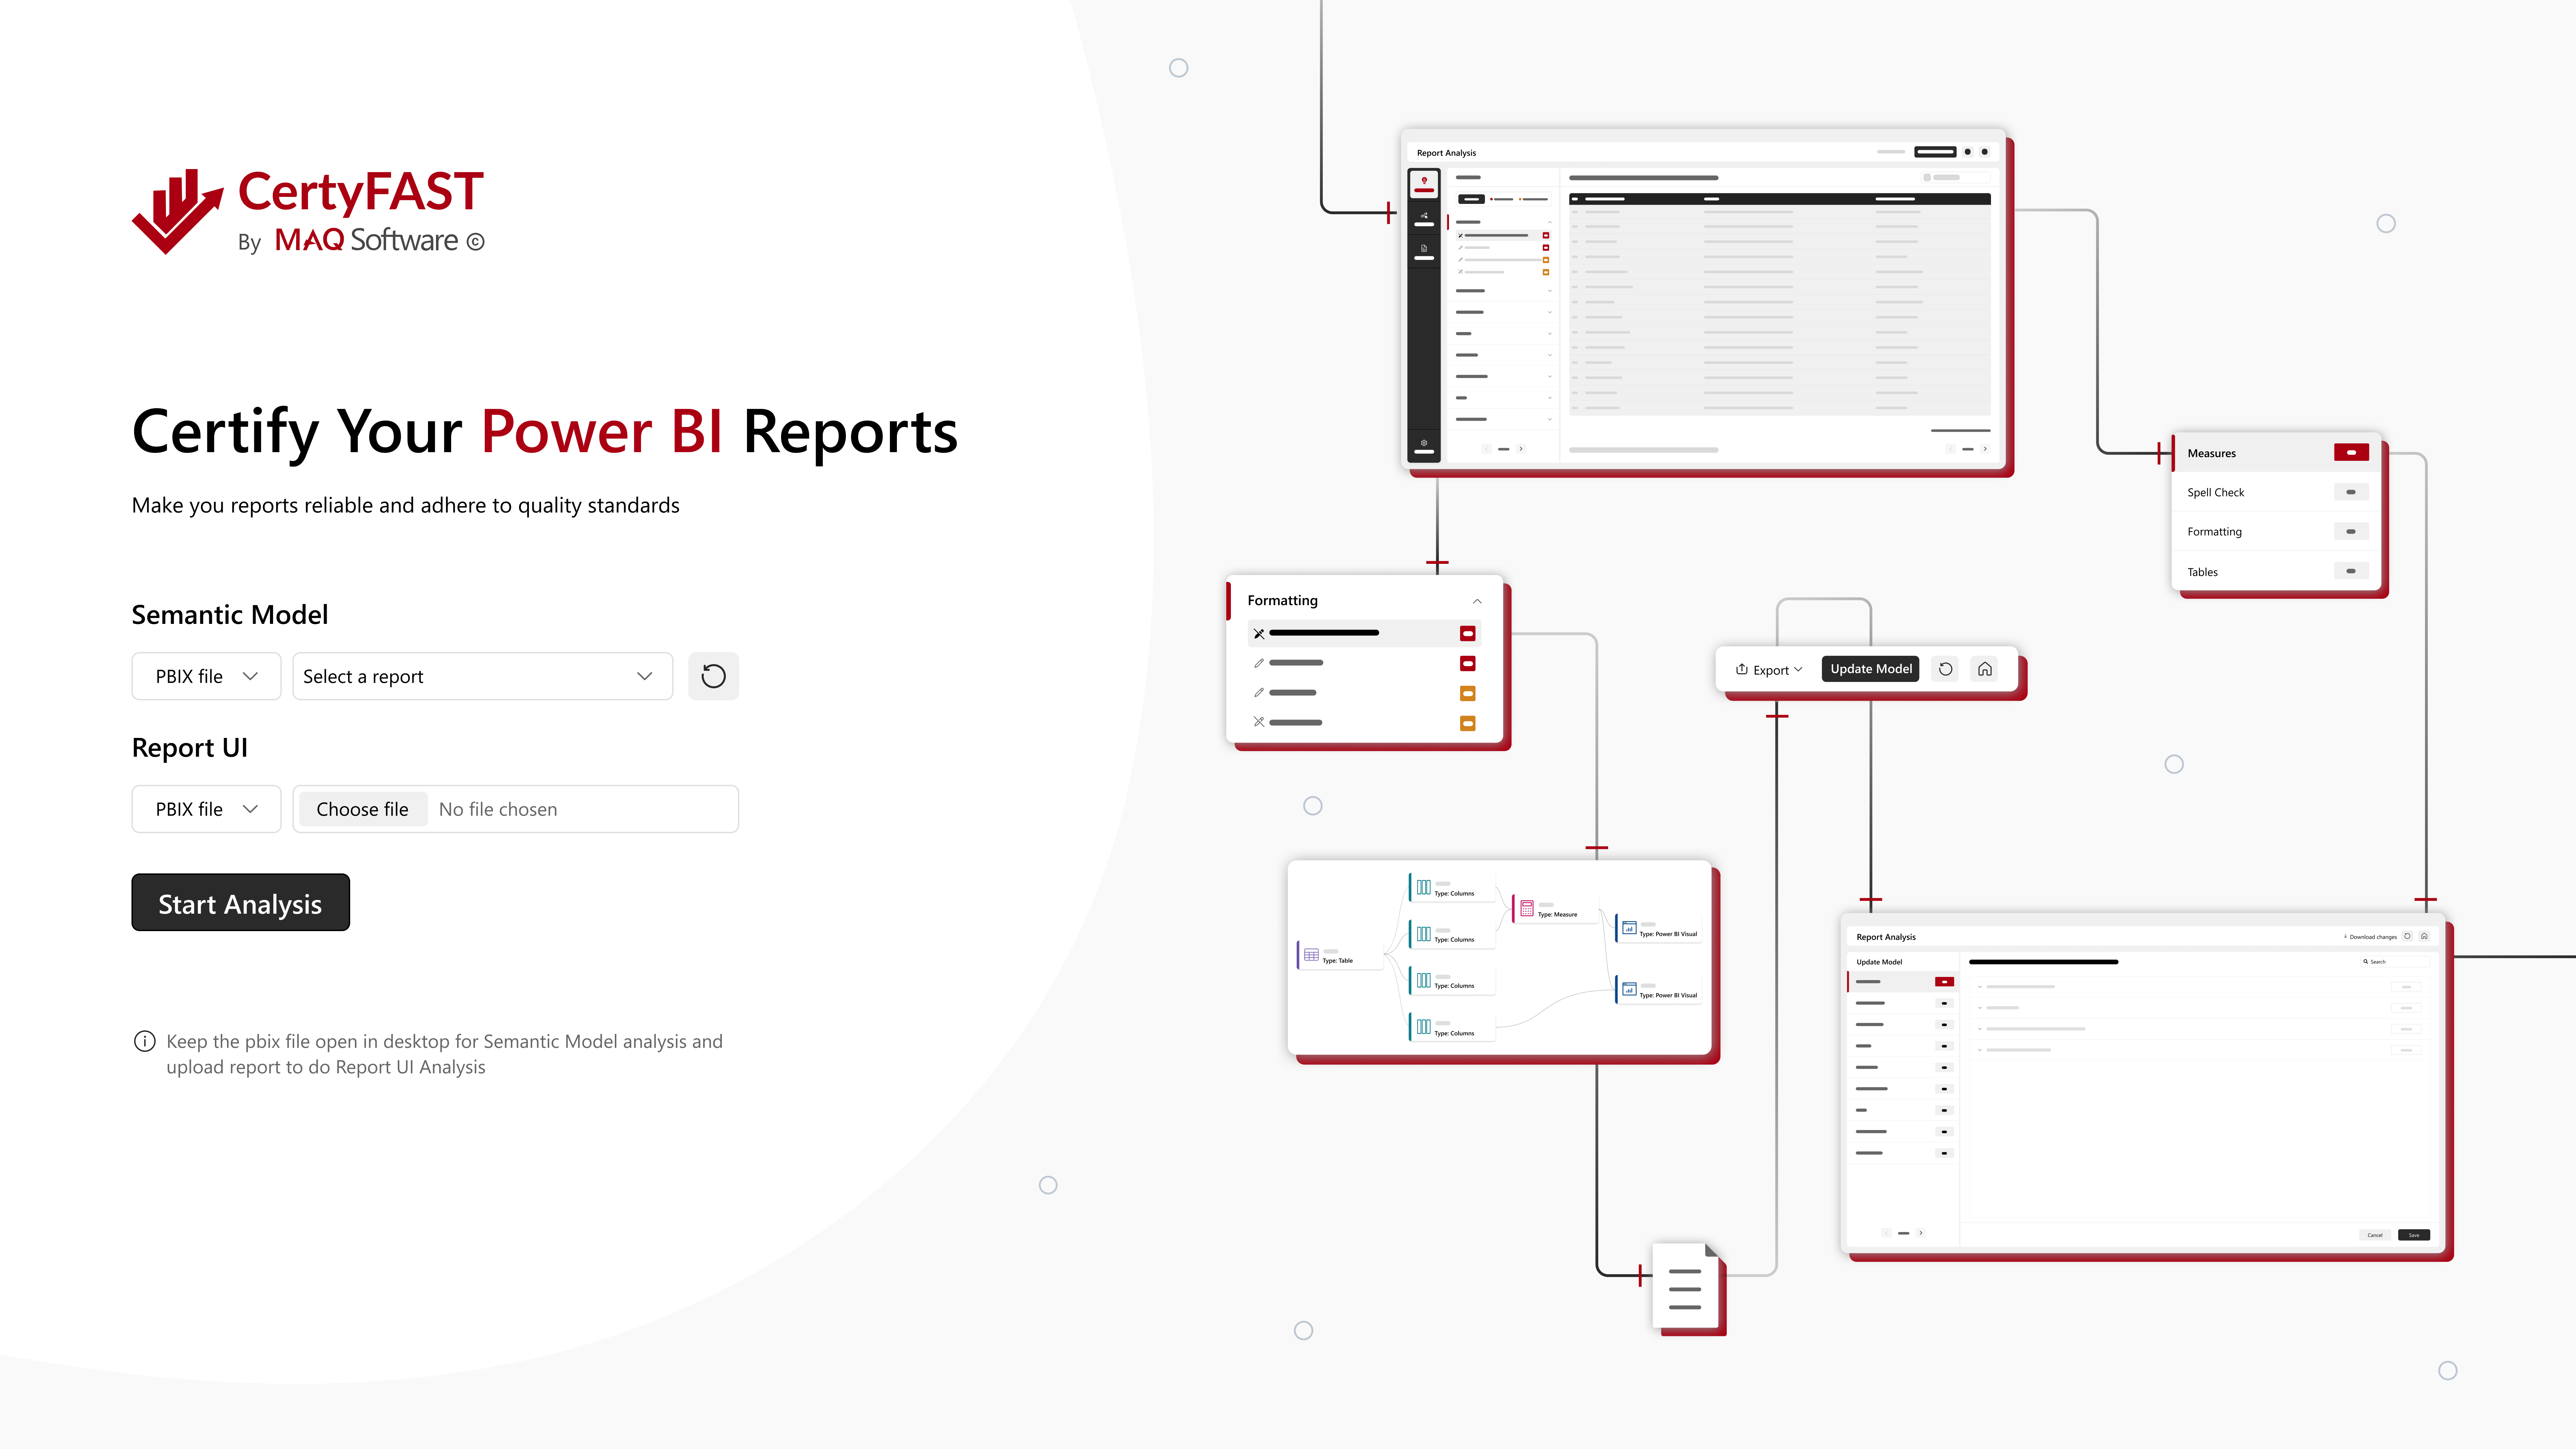 CertyFAST
By MAQ Software ©
Certify Your Power BI Reports
Make you reports reliable and adhere to quality standards
Semantic Model
PBIX file
Select a report
Report UI
PBIX file
Choose file
No file chosen
Start Analysis
Keep the pbix file open in desktop for Semantic Model analysis and
upload report to do Report UI Analysis
Report Analysis
Measures
Spell Check
Formatting
Tables
Formatting
Export
Update Model
Type: Table
Type: Columns
Type: Columns
Type: Columns
Type: Columns
Type: Measure
Type: Power BI Visual
Type: Power BI Visual
Report Analysis
Download changes
Update Model
Search
Cancel
Save